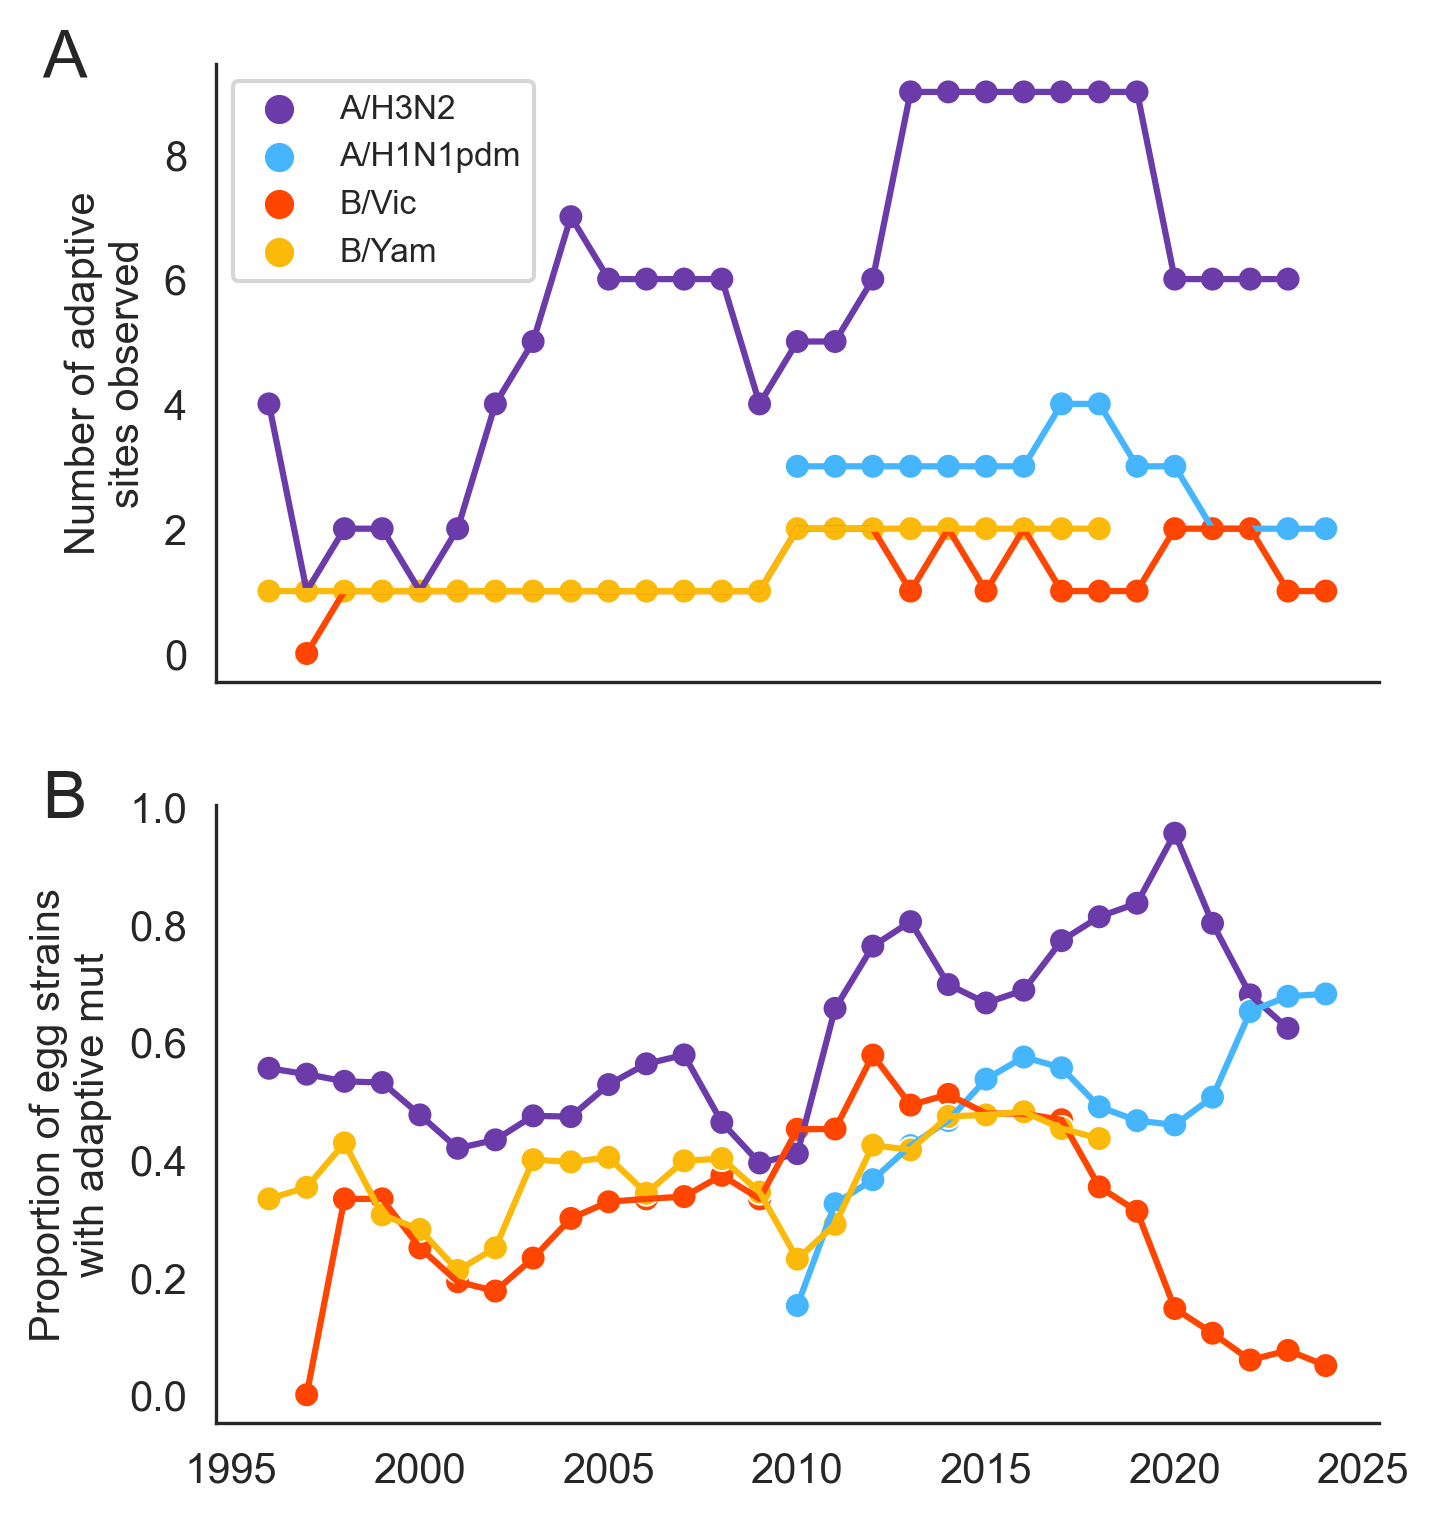 A
A/H3N2
A/H1N1pdm
B/Vic
B/Yam
Number of adaptive
sites observed
8
6
4
2
0
B
Proportion of egg strains
with adaptive mut
1.0
0.8
0.6
0.4
0.2
0.0
1995 2000 2005 2010 2015 2020 2025